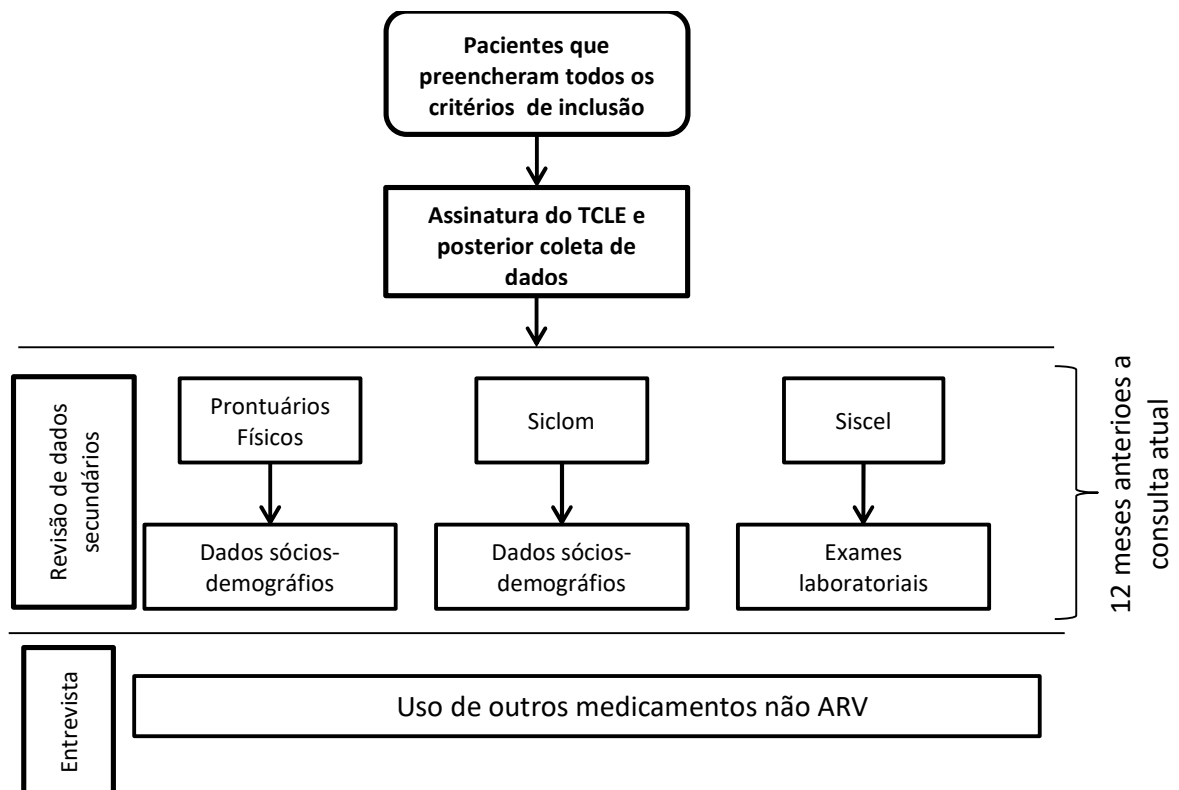 Pacientes que
preencheram todos os
critérios de inclusão
Assinatura do TCLE e
posterior coleta de
dados
Revisão de dados
secundários
Prontuários
Físicos
Siclom
Siscel
Dados sócios-
demográfios
Dados sócios-
demográfios
Exames
laboratoriais
12 meses anterioes a
consulta atual
Entrevista
Uso de outros medicamentos não ARV